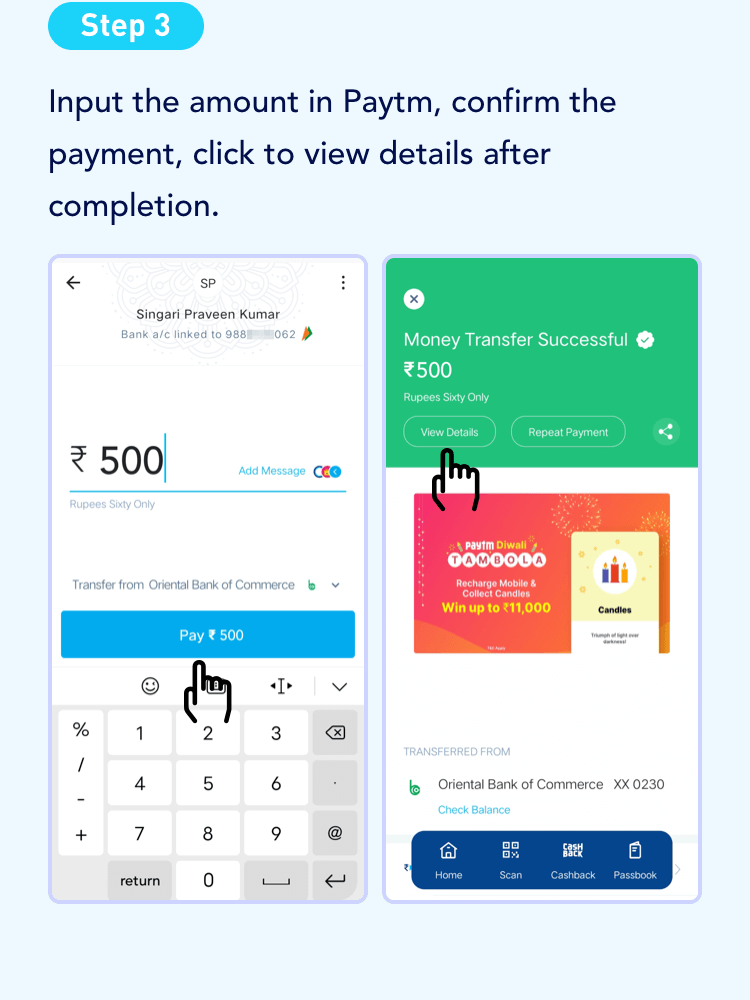 Step 3
Input the amount in Paytm, confirm the
payment, click to view details after
completion.
SP
Singari Praveen Kumar
Bank a/c linked to 988 062
₹ 500
Add Message
Rupees Sixty Only
Transfer from Oriental Bank of Commerce
Pay ₹ 500
% 1 2 3
/
4 5 6 .
-
+ 7 8 9 @
return 0
Money Transfer Successful
₹500
Rupees Sixty Only
View Details Repeat Payment
paytm Diwali
TAMBOLA
Recharge Mobile &
Collect Candles
Win up to ₹11,000
Candles
Triumph of light over
darkness!
TRANSFERRED FROM
Oriental Bank of Commerce XX 0230
Check Balance
CASH
BACK
Home Scan Cashback Passbook